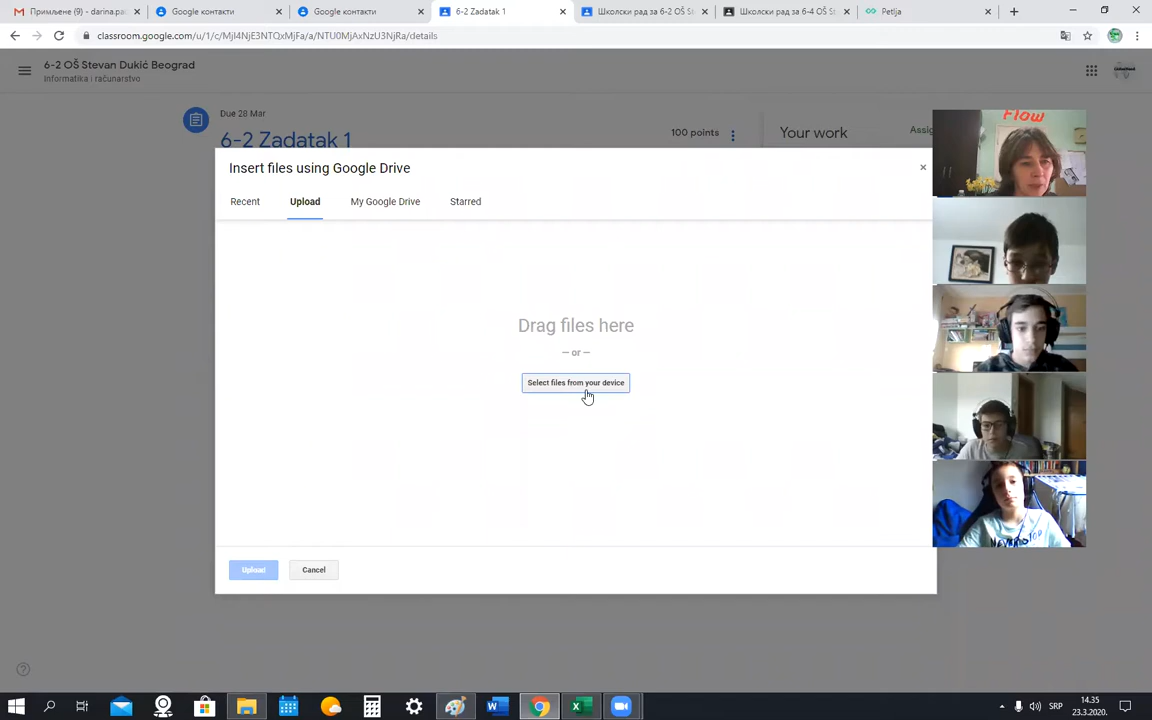 Примљене (9) - darina.pal
Google контакти
Google контакти
6-2 Zadatak 1
Школски рад за 6-2 OŠ St
Школски рад за 6-4 OŠ St
Petlja
classroom.google.com/u/1/c/MjI4NjE3NTQxMjFa/a/NTU0MjAxNzU3NjRa/details
6-2 OŠ Stevan Dukić Beograd
Informatika i računarstvo
Due 28 Mar
6-2 Zadatak 1
100 points
Your work
Assig
Flow
Insert files using Google Drive
Recent
Upload
My Google Drive
Starred
Drag files here
— or —
Select files from your device
Upload
Cancel
SRP
14.35
23.3.2020.